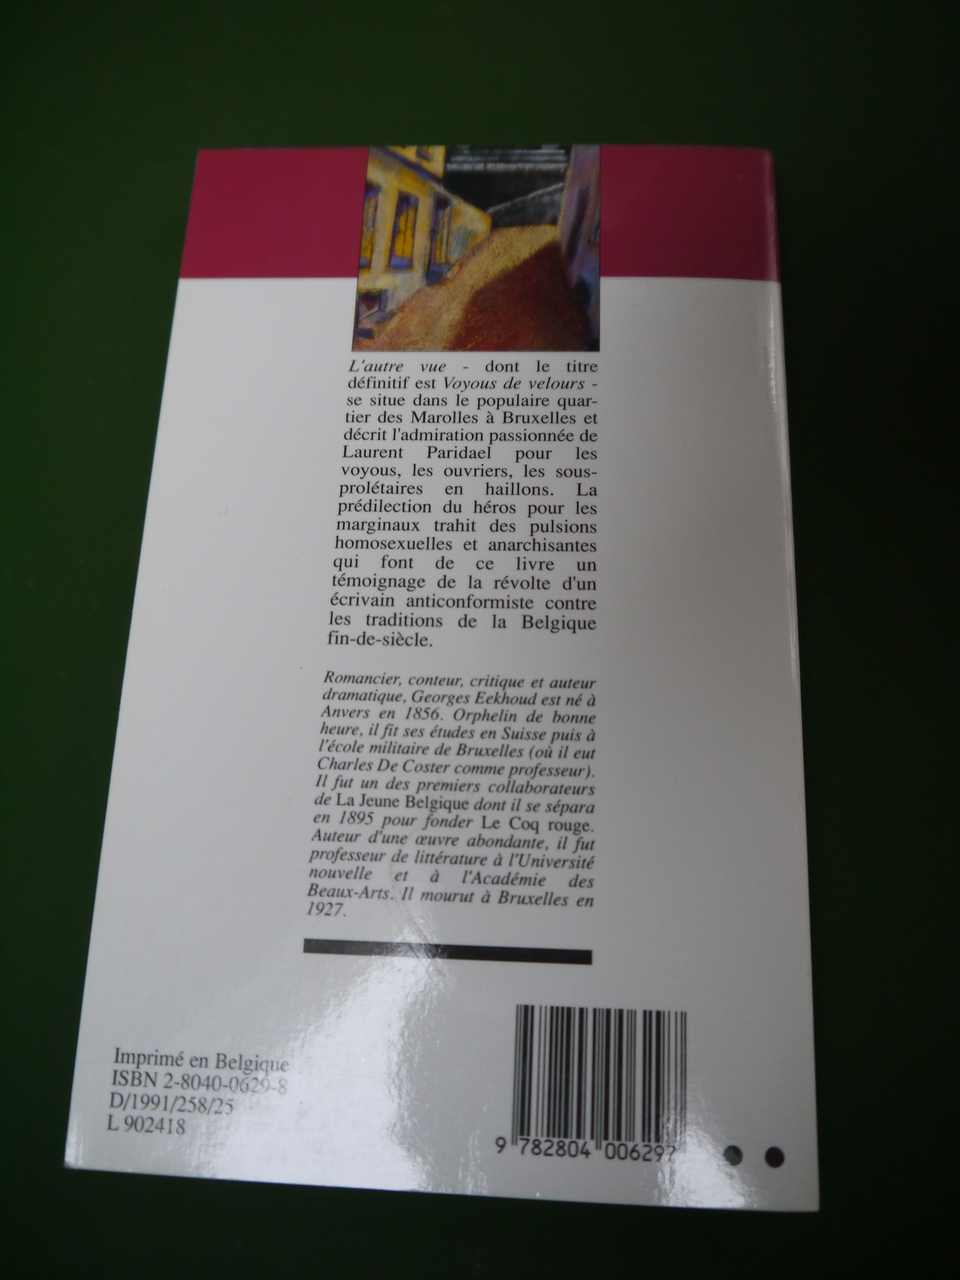 L'autre vue - dont le titre
définitif est Voyous de velours -
se situe dans le populaire quar-
tier des Marolles à Bruxelles et
décrit l'admiration passionnée de
Laurent Paridael pour les
voyous, les ouvriers, les sous-
prolétaires en haillons. La
prédilection du héros pour les
marginaux trahit des pulsions
homosexuelles et anarchisantes
qui font de ce livre un
témoignage de la révolte d'un
écrivain anticonformiste contre
les traditions de la Belgique
fin-de-siècle.
Romancier, conteur, critique et auteur
dramatique, Georges Eekhoud est né à
Anvers en 1856. Orphelin de bonne
heure, il fit ses études en Suisse puis à
l'école militaire de Bruxelles (où il eut
Charles De Coster comme professeur).
Il fut un des premiers collaborateurs
de La Jeune Belgique dont il se sépara
en 1895 pour fonder Le Coq rouge.
Auteur d'une œuvre abondante, il fut
professeur de littérature à l'Université
nouvelle et à l'Académie des
Beaux-Arts. Il mourut à Bruxelles en
1927.
Imprimé en Belgique
ISBN 2-8040-0629-8
D/1991/258/25
L 902418
9 782804 006297